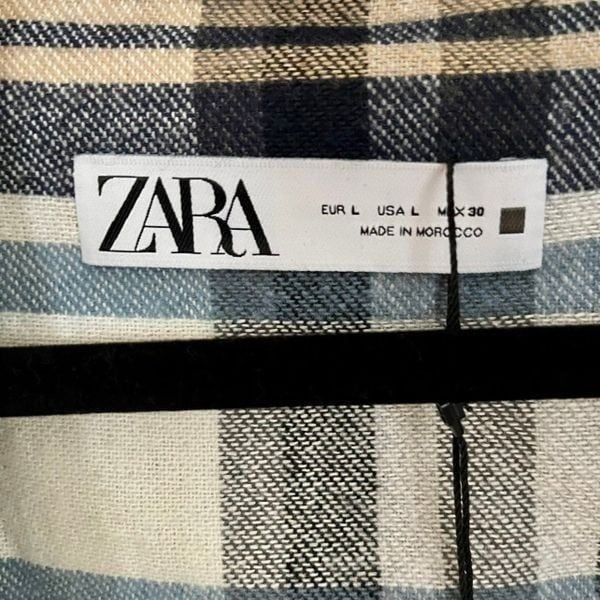 ZARA
EUR L USA L MEX 30
MADE IN MOROCCO